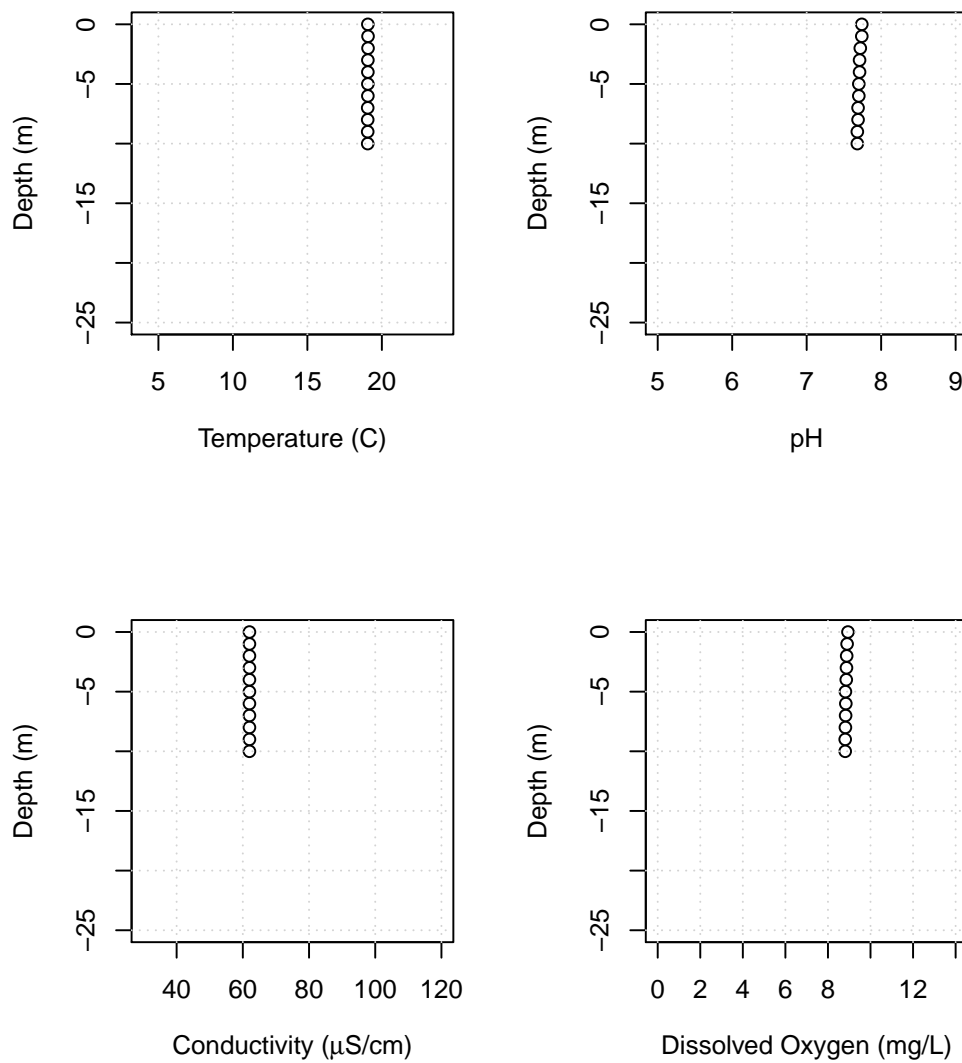 0
−5
−15
−25
Depth (m)
5 10 15 20
Temperature (C)
0
−5
−15
−25
Depth (m)
5 6 7 8 9
pH
0
−5
−15
−25
Depth (m)
40 60 80 100 120
Conductivity (μS/cm)
0
−5
−15
−25
Depth (m)
0 2 4 6 8 12
Dissolved Oxygen (mg/L)